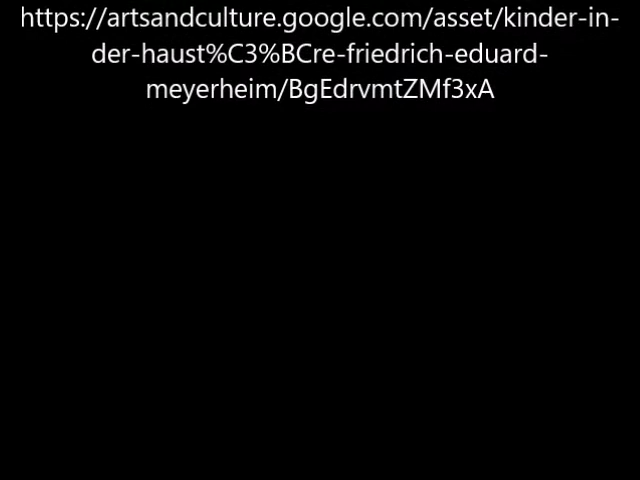 https://artsandculture.google.com/asset/kinder-in-
der-haust%C3%BCre-friedrich-eduard-
meyerheim/BgEdrvmtZMf3xA